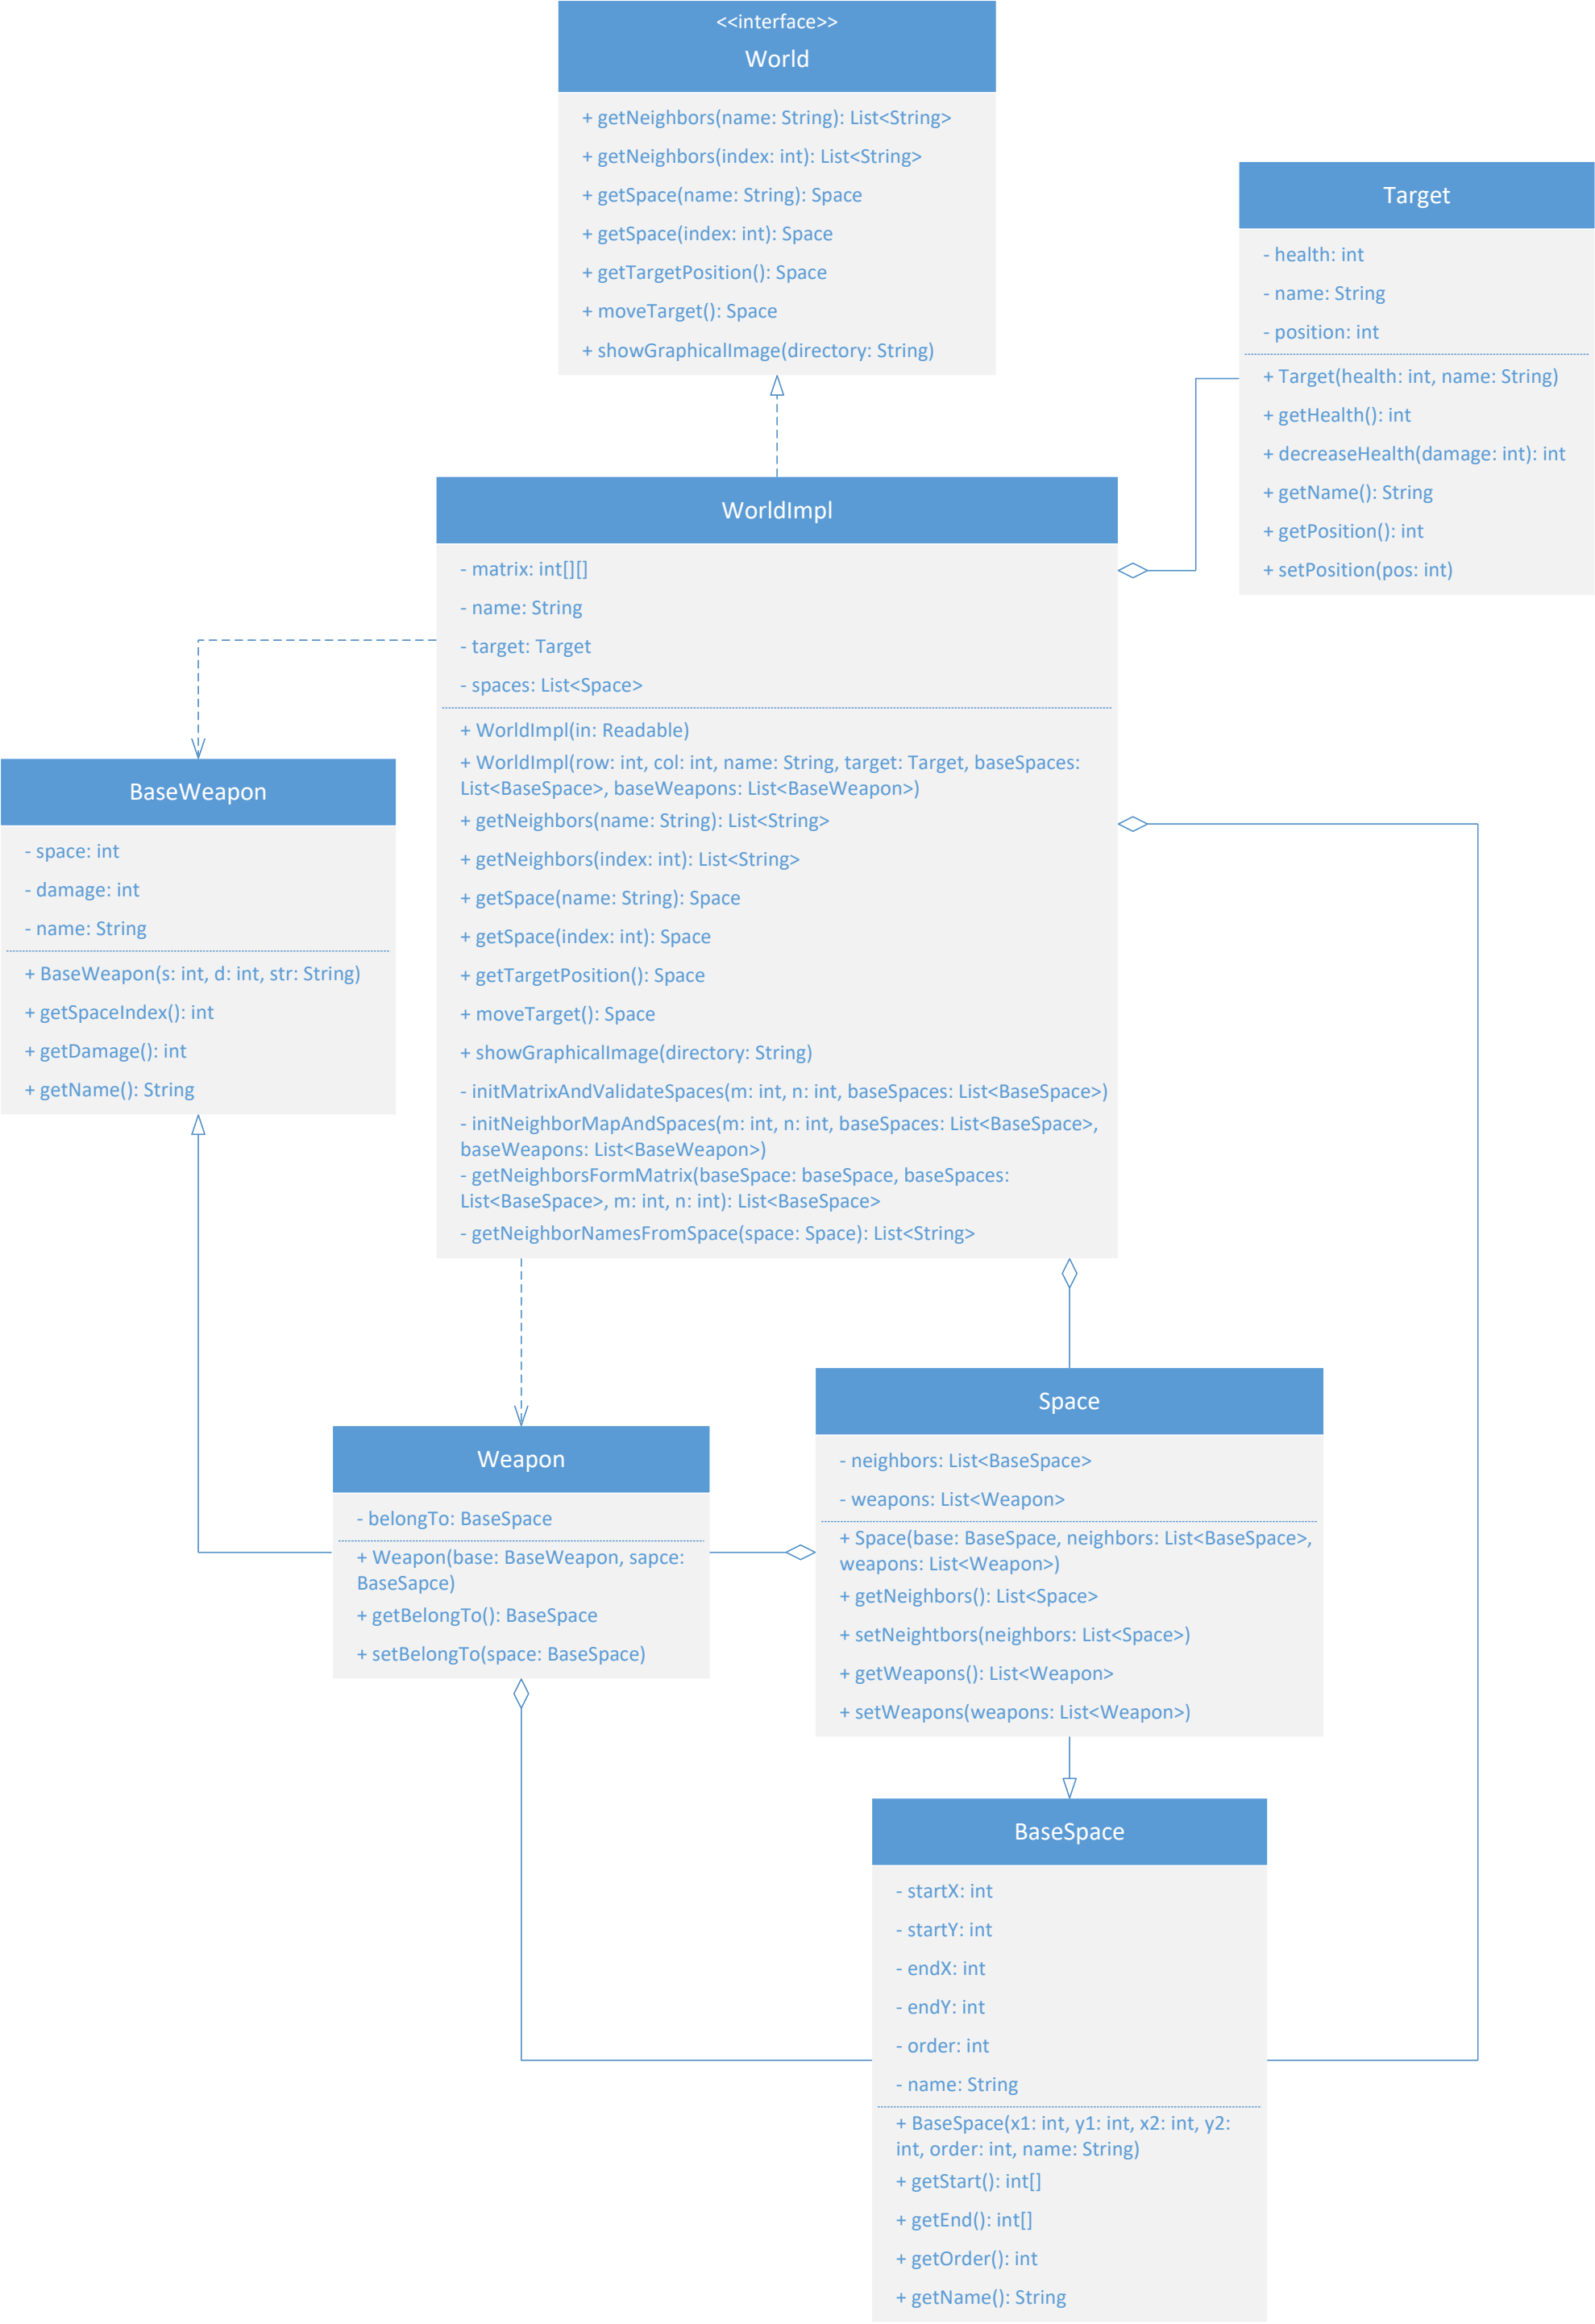 <<interface>>
World
+ getNeighbors(name: String): List<String>
+ getNeighbors(index: int): List<String>
+ getSpace(name: String): Space
+ getSpace(index: int): Space
+ getTargetPosition(): Space
+ moveTarget(): Space
+ showGraphicalImage(directory: String)
Target
- health: int
- name: String
- position: int
+ Target(health: int, name: String)
+ getHealth(): int
+ decreaseHealth(damage: int): int
+ getName(): String
+ getPosition(): int
+ setPosition(pos: int)
WorldImpl
- matrix: int[][]
- name: String
- target: Target
- spaces: List<Space>
+ WorldImpl(in: Readable)
+ WorldImpl(row: int, col: int, name: String, target: Target, baseSpaces:
List<BaseSpace>, baseWeapons: List<BaseWeapon>)
+ getNeighbors(name: String): List<String>
+ getNeighbors(index: int): List<String>
+ getSpace(name: String): Space
+ getSpace(index: int): Space
+ getTargetPosition(): Space
+ moveTarget(): Space
+ showGraphicalImage(directory: String)
- initMatrixAndValidateSpaces(m: int, n: int, baseSpaces: List<BaseSpace>)
- initNeighborMapAndSpaces(m: int, n: int, baseSpaces: List<BaseSpace>,
baseWeapons: List<BaseWeapon>)
- getNeighborsFormMatrix(baseSpace: baseSpace, baseSpaces:
List<BaseSpace>, m: int, n: int): List<BaseSpace>
- getNeighborNamesFromSpace(space: Space): List<String>
BaseWeapon
- space: int
- damage: int
- name: String
+ BaseWeapon(s: int, d: int, str: String)
+ getSpaceIndex(): int
+ getDamage(): int
+ getName(): String
Weapon
- belongTo: BaseSpace
+ Weapon(base: BaseWeapon, sapce:
BaseSapce)
+ getBelongTo(): BaseSpace
+ setBelongTo(space: BaseSpace)
Space
- neighbors: List<BaseSpace>
- weapons: List<Weapon>
+ Space(base: BaseSpace, neighbors: List<BaseSpace>,
weapons: List<Weapon>)
+ getNeighbors(): List<Space>
+ setNeightbors(neighbors: List<Space>)
+ getWeapons(): List<Weapon>
+ setWeapons(weapons: List<Weapon>)
BaseSpace
- startX: int
- startY: int
- endX: int
- endY: int
- order: int
- name: String
+ BaseSpace(x1: int, y1: int, x2: int, y2:
int, order: int, name: String)
+ getStart(): int[]
+ getEnd(): int[]
+ getOrder(): int
+ getName(): String